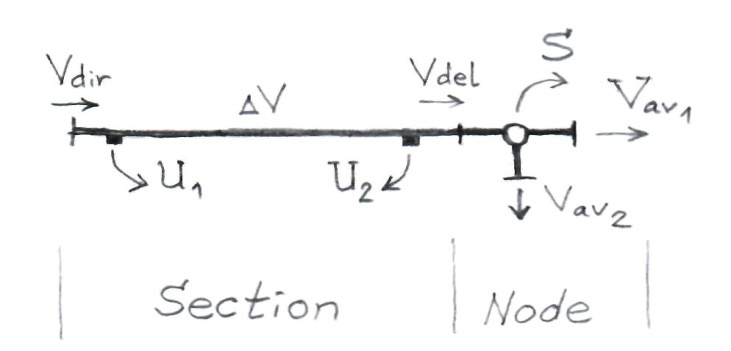 S
Vdir
ΔV
Vdel
Vav1
U1
U2
Vav2
Section
Node